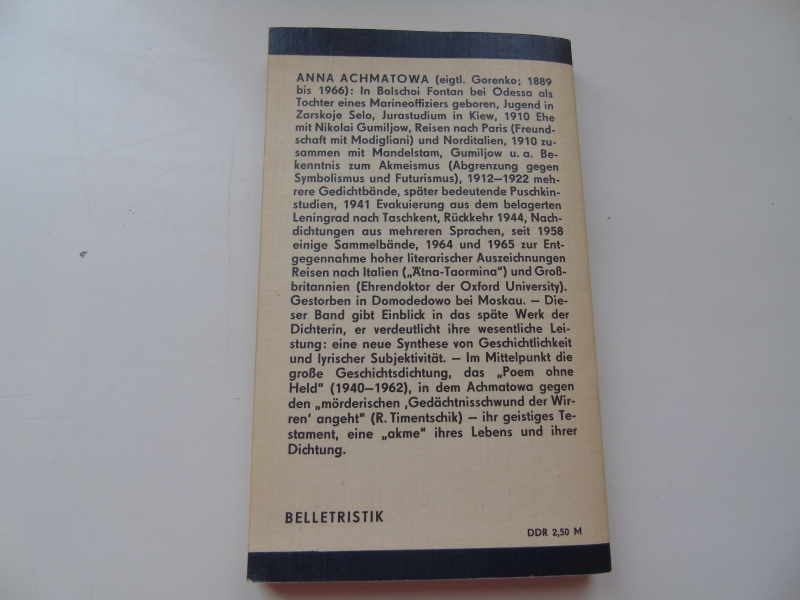 ANNA ACHMATOWA (eigtl. Gorenko; 1889
bis 1966): In Bolschoi Fontan bei Odessa als
Tochter eines Marineoffiziers geboren, Jugend in
Zarskoje Selo, Jurastudium in Kiew, 1910 Ehe
mit Nikolai Gumiljow, Reisen nach Paris (Freund-
schaft mit Modigliani) und Norditalien, 1910 zu-
sammen mit Mandelstam, Gumiljow u. a. Be-
kenntnis zum Akmeismus (Abgrenzung gegen
Symbolismus und Futurismus), 1912—1922 meh-
rere Gedichtbände, später bedeutende Puschkin-
studien, 1941 Evakuierung aus dem belagerten
Leningrad nach Taschkent, Rückkehr 1944, Nach-
dichtungen aus mehreren Sprachen, seit 1958
einige Sammelbände, 1964 und 1965 zur Ent-
gegennahme hoher literarischer Auszeichnungen
Reisen nach Italien („Ätna-Taormina“) und Groß-
britannien (Ehrendoktor der Oxford University).
Gestorben in Domodedowo bei Moskau. — Die-
ser Band gibt Einblick in das späte Werk der
Dichterin, er verdeutlicht ihre wesentliche Lei-
stung: eine neue Synthese von Geschichtlichkeit
und lyrischer Subjektivität. — Im Mittelpunkt die
große Geschichtsdichtung, das „Poem ohne
Held“ (1940—1962), in dem Achmatowa gegen
den „mörderischen ‚Gedächtnisschwund der Wir-
ren‘ angeht“ (R. Timentschik) — ihr geistiges Te-
stament, eine „akme“ ihres Lebens und ihrer
Dichtung.
BELLETRISTIK
DDR 2,50 M